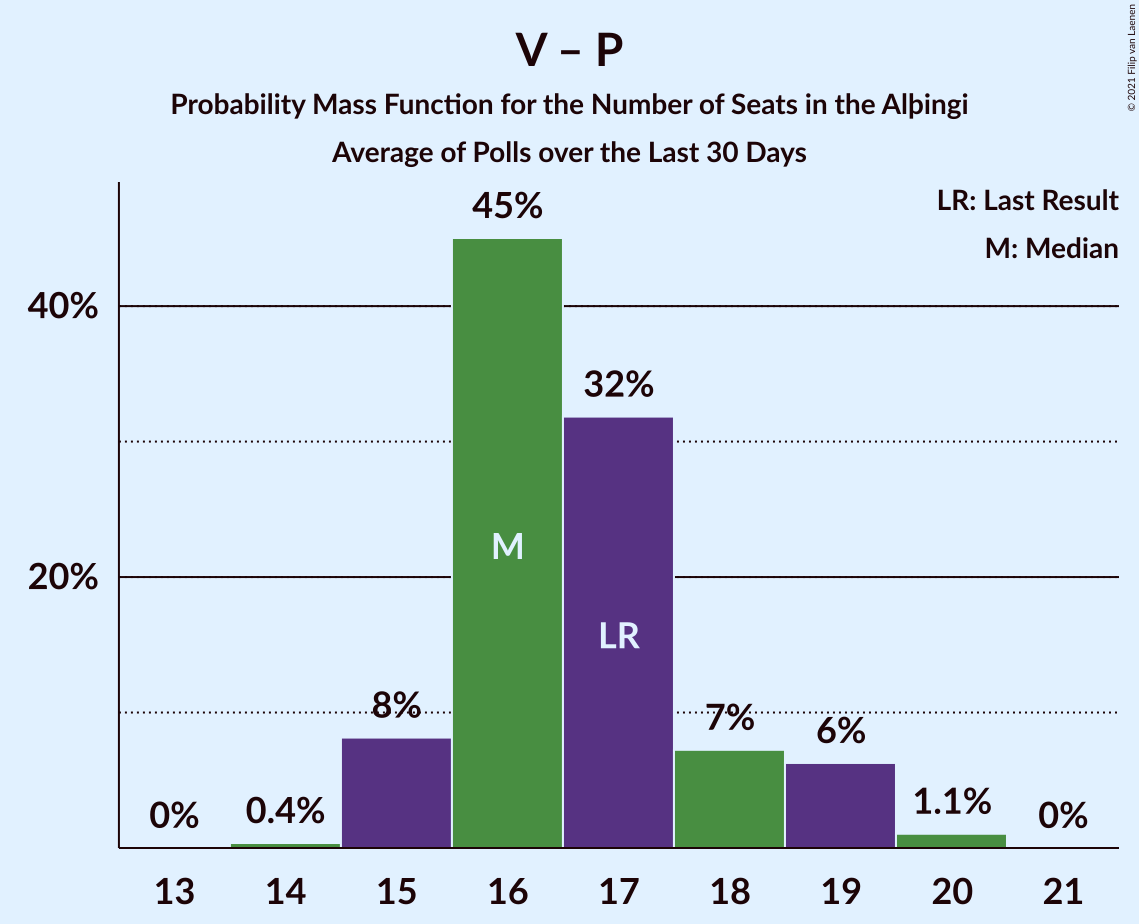 V – P
Probability Mass Function for the Number of Seats in the Alþingi
Average of Polls over the Last 30 Days
© 2021 Filip van Laenen
LR: Last Result
M: Median
45%
40%
32%
M
20%
LR
8%
7%
6%
0%
0.4%
1.1%
0%
13 14 15 16 17 18 19 20 21